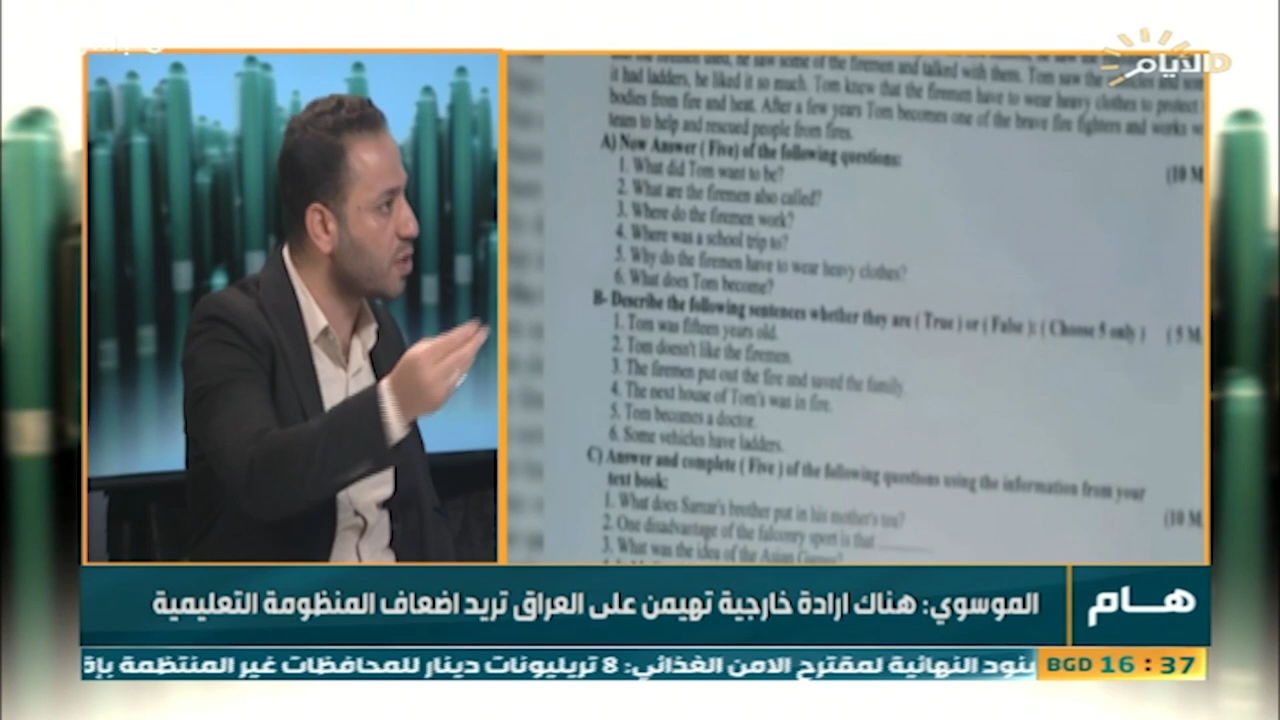 مباشر
الأيام
it had ladders, he liked it so much. Tom knew that the firemen have to wear heavy clothes to protect
bodies from fire and heat. After a few years Tom becomes one of the brave fire fighters and works
team to help and rescued people from fires.
A) Now Answer ( Five) of the following questions: (10 M
1. What did Tom want to be?
2. What are the firemen also called?
3. Where do the firemen work?
4. Where was a school trip to?
5. Why do the firemen have to wear heavy clothes?
6. What does Tom become?
B- Describe the following sentences whether they are ( True ) or ( False ): ( Choose 5 only ) ( 5 M
1. Tom was fifteen years old.
2. Tom doesn't like the firemen.
3. The firemen put out the fire and saved the family.
4. The next house of Tom's was in fire.
5. Tom becomes a doctor.
6. Some vehicles have ladders.
C) Answer and complete ( Five ) of the following questions using the information from your
text book: (10 M
1. What does Samar's brother put in his mother's tea?
2. One disadvantage of the falconry sport is that
3. What was the idea of the Asian Games?
هـــام
الموسوي: هناك ارادة خارجية تهيمن على العراق تريد اضعاف المنظومة التعليمية
BGD 16 : 37
بنود النهائية لمقترح الامن الغذائي: 8 تريليونات دينار للمحافظات غير المنتظمة بإق